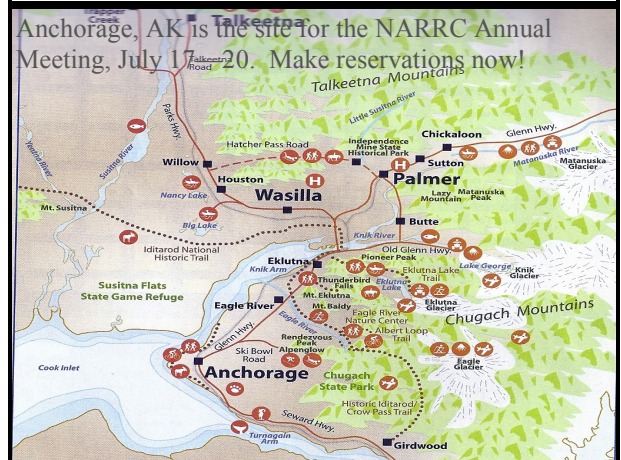 Trapper
Creek
Talkeetna
Anchorage, AK is the site for the NARRC Annual
Meeting, July 17 - 20.  Make reservations now!
Talkeetna
Road
Talkeetna Mountains
Parks Hwy.
Little Susitna River
Susitna River
Yentna River
Chickaloon
Glenn Hwy.
Hatcher Pass Road
Independence
Mine State
Historical Park
Matanuska River
Willow
H
Sutton
Matanuska
Glacier
Houston
H
Palmer
Nancy Lake
Wasilla
Lazy
Mountain
Matanuska
Peak
Mt. Susitna
Big Lake
Butte
Knik River
Iditarod National
Historic Trail
Old Glenn Hwy.
Pioneer Peak
Eklutna
Lake George
Knik Arm
Eklutna Lake
Trail
Knik
Glacier
Thunderbird
Falls
Eklutna
Lake
Susitna Flats
State Game Refuge
Mt. Eklutna
Eklutna
Glacier
Eagle River
Mt. Baldy
Chugach Mountains
Eagle River
Nature Center
Glenn Hwy.
Eagle River
Albert Loop
Trail
Rendezvous
Peak
Alpenglow
Ski Bowl
Road
Eagle
Glacier
Cook Inlet
Anchorage
Chugach
State Park
Historic Iditarod/
Crow Pass Trail
Seward Hwy.
Turnagain
Arm
Girdwood